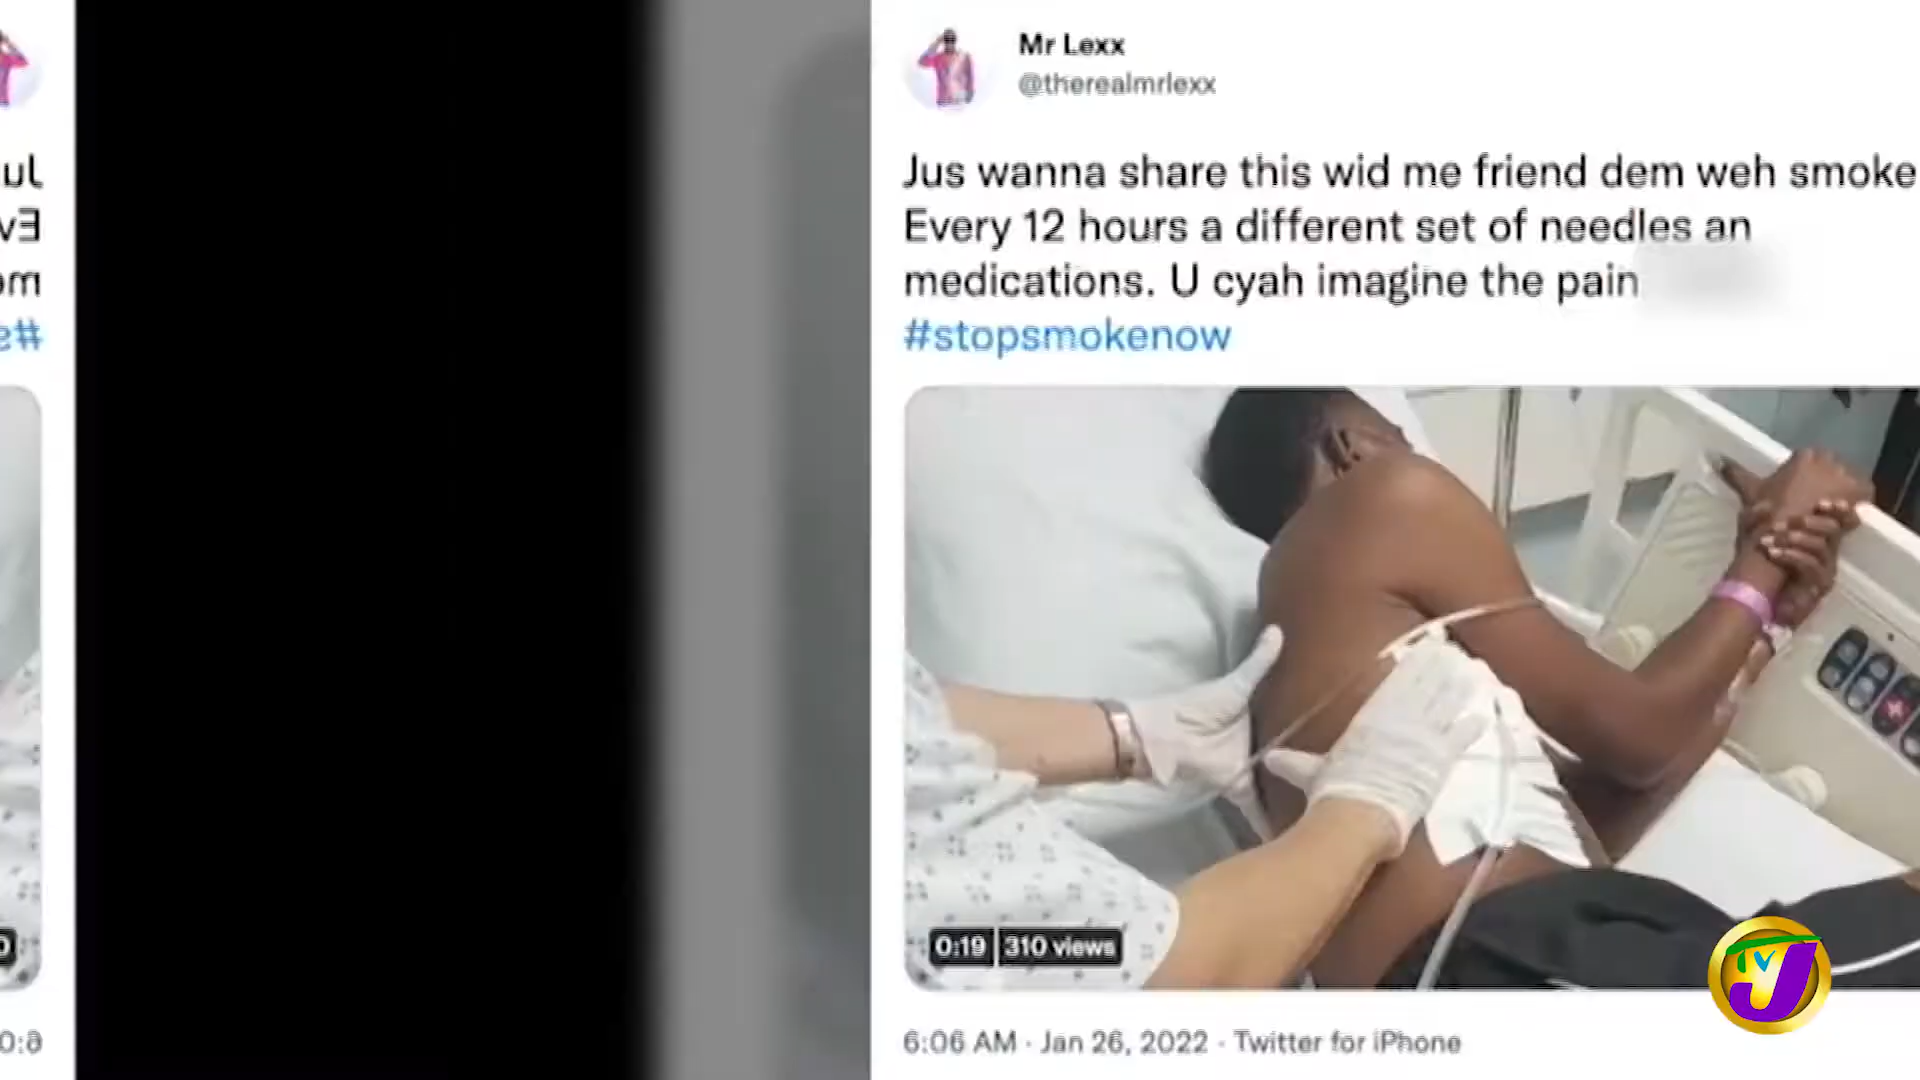 Mr Lexx
@therealmrlexx
Jus wanna share this wid me friend dem weh smoke
Every 12 hours a different set of needles an
medications. U cyah imagine the pain
#stopsmokenow
0:19 310 views
6:06 AM · Jan 26, 2022 · Twitter for iPhone
TVJ